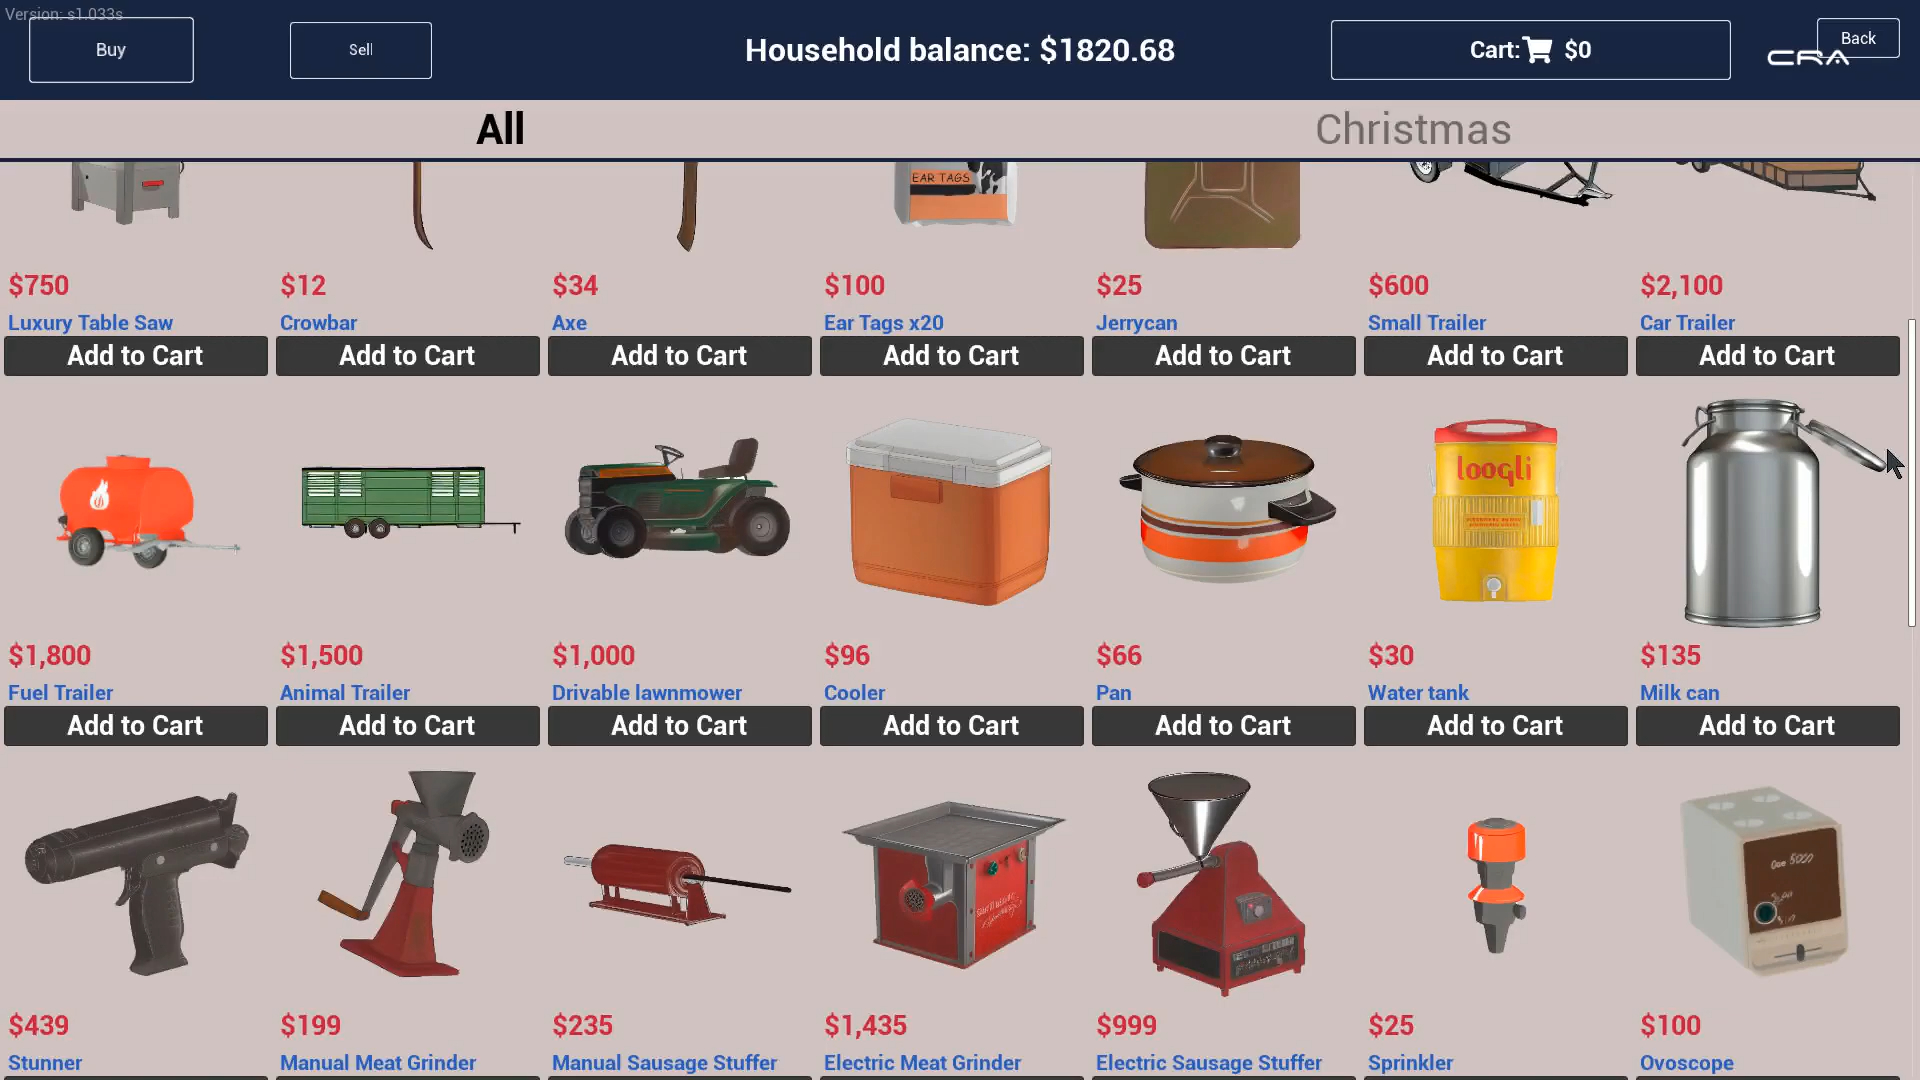 Version: s1.033s
Buy
Sell
Household balance: $1820.68
Cart: $0
Back
CRA
All
Christmas
EAR TAGS
$750
$12
$34
$100
$25
$600
$2,100
Luxury Table Saw
Crowbar
Axe
Ear Tags x20
Jerrycan
Small Trailer
Car Trailer
Add to Cart
Add to Cart
Add to Cart
Add to Cart
Add to Cart
Add to Cart
Add to Cart
loogli
$1,800
$1,500
$1,000
$96
$66
$30
$135
Fuel Trailer
Animal Trailer
Drivable lawnmower
Cooler
Pan
Water tank
Milk can
Add to Cart
Add to Cart
Add to Cart
Add to Cart
Add to Cart
Add to Cart
Add to Cart
$439
$199
$235
$1,435
$999
$25
$100
Stunner
Manual Meat Grinder
Manual Sausage Stuffer
Electric Meat Grinder
Electric Sausage Stuffer
Sprinkler
Ovoscope